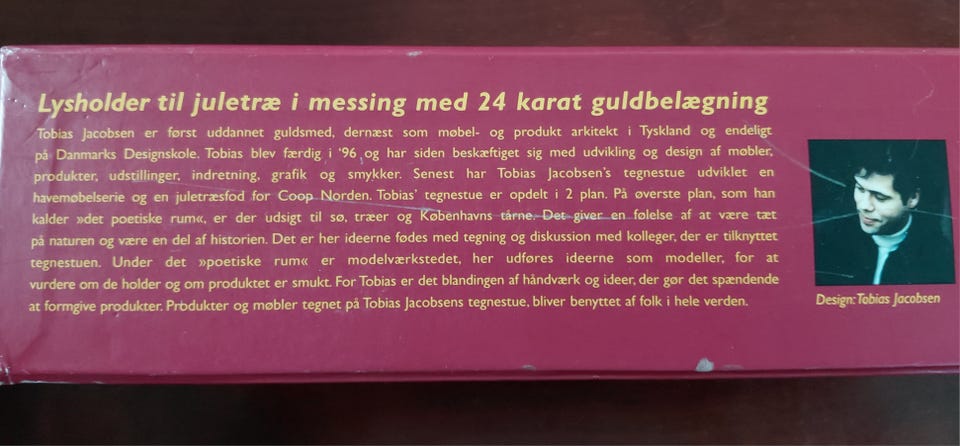 Lysholder til juletræ i messing med 24 karat guldbelægning
Tobias Jacobsen er først uddannet guldsmed, dernæst som møbel- og produkt arkitekt i Tyskland og endeligt
på Danmarks Designskole. Tobias blev færdig i '96 og har siden beskæftiget sig med udvikling og design af møbler,
produkter, udstillinger, indretning, grafik og smykker. Senest har Tobias Jacobsen's tegnestue udviklet en
havemøbelserie og en juletræsfod for Coop Norden. Tobias' tegnestue er opdelt i 2 plan. På øverste plan, som han
kalder »det poetiske rum«, er der udsigt til sø, træer og Københavns tårne. Det giver en følelse af at være tæt
på naturen og være en del af historien. Det er her ideerne fødes med tegning og diskussion med kolleger, der er tilknyttet
tegnestuen. Under det »poetiske rum« er modelværkstedet, her udføres ideerne som modeller, for at
vurdere om de holder og om produktet er smukt. For Tobias er det blandingen af håndværk og ideer, der gør det spændende
at formgive produkter. Produkter og møbler tegnet på Tobias Jacobsens tegnestue, bliver benyttet af folk i hele verden.
Design: Tobias Jacobsen